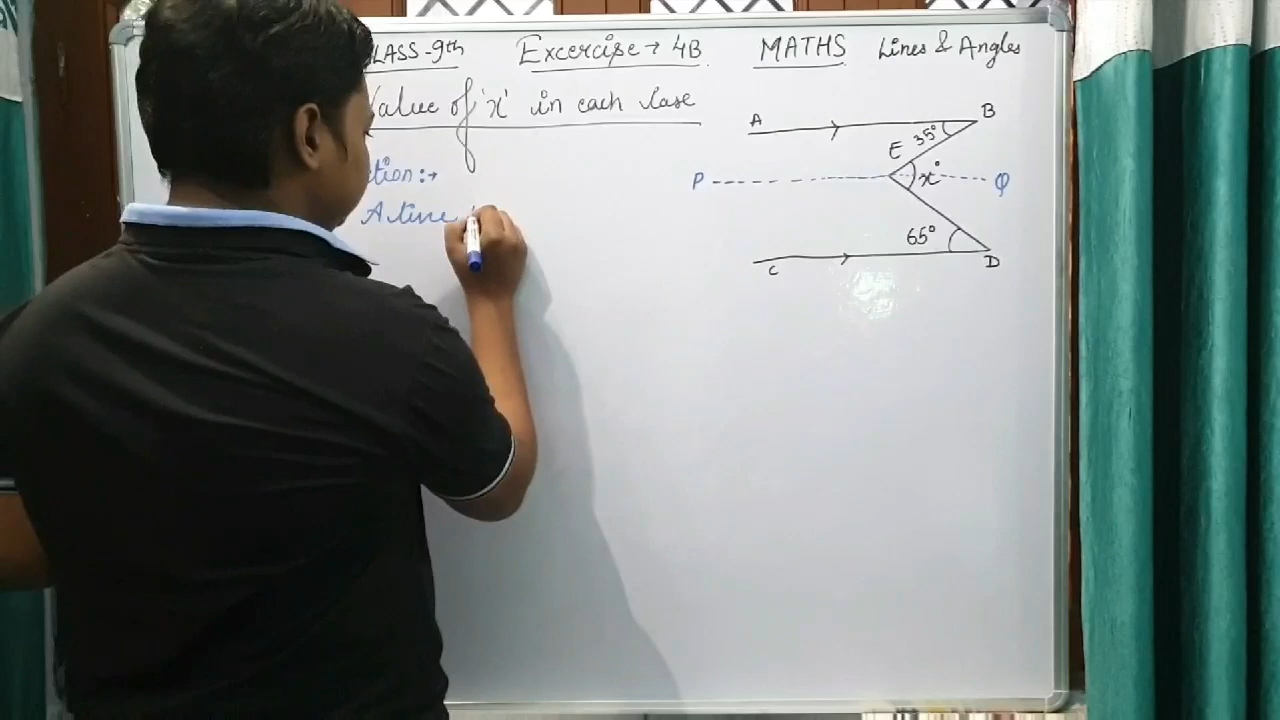 LASS-9th Excercise → 4B MATHS Lines & Angles
Value of 'x' in each case
A B
E 35°
P x° Q
65°
C D
tion:→
A line